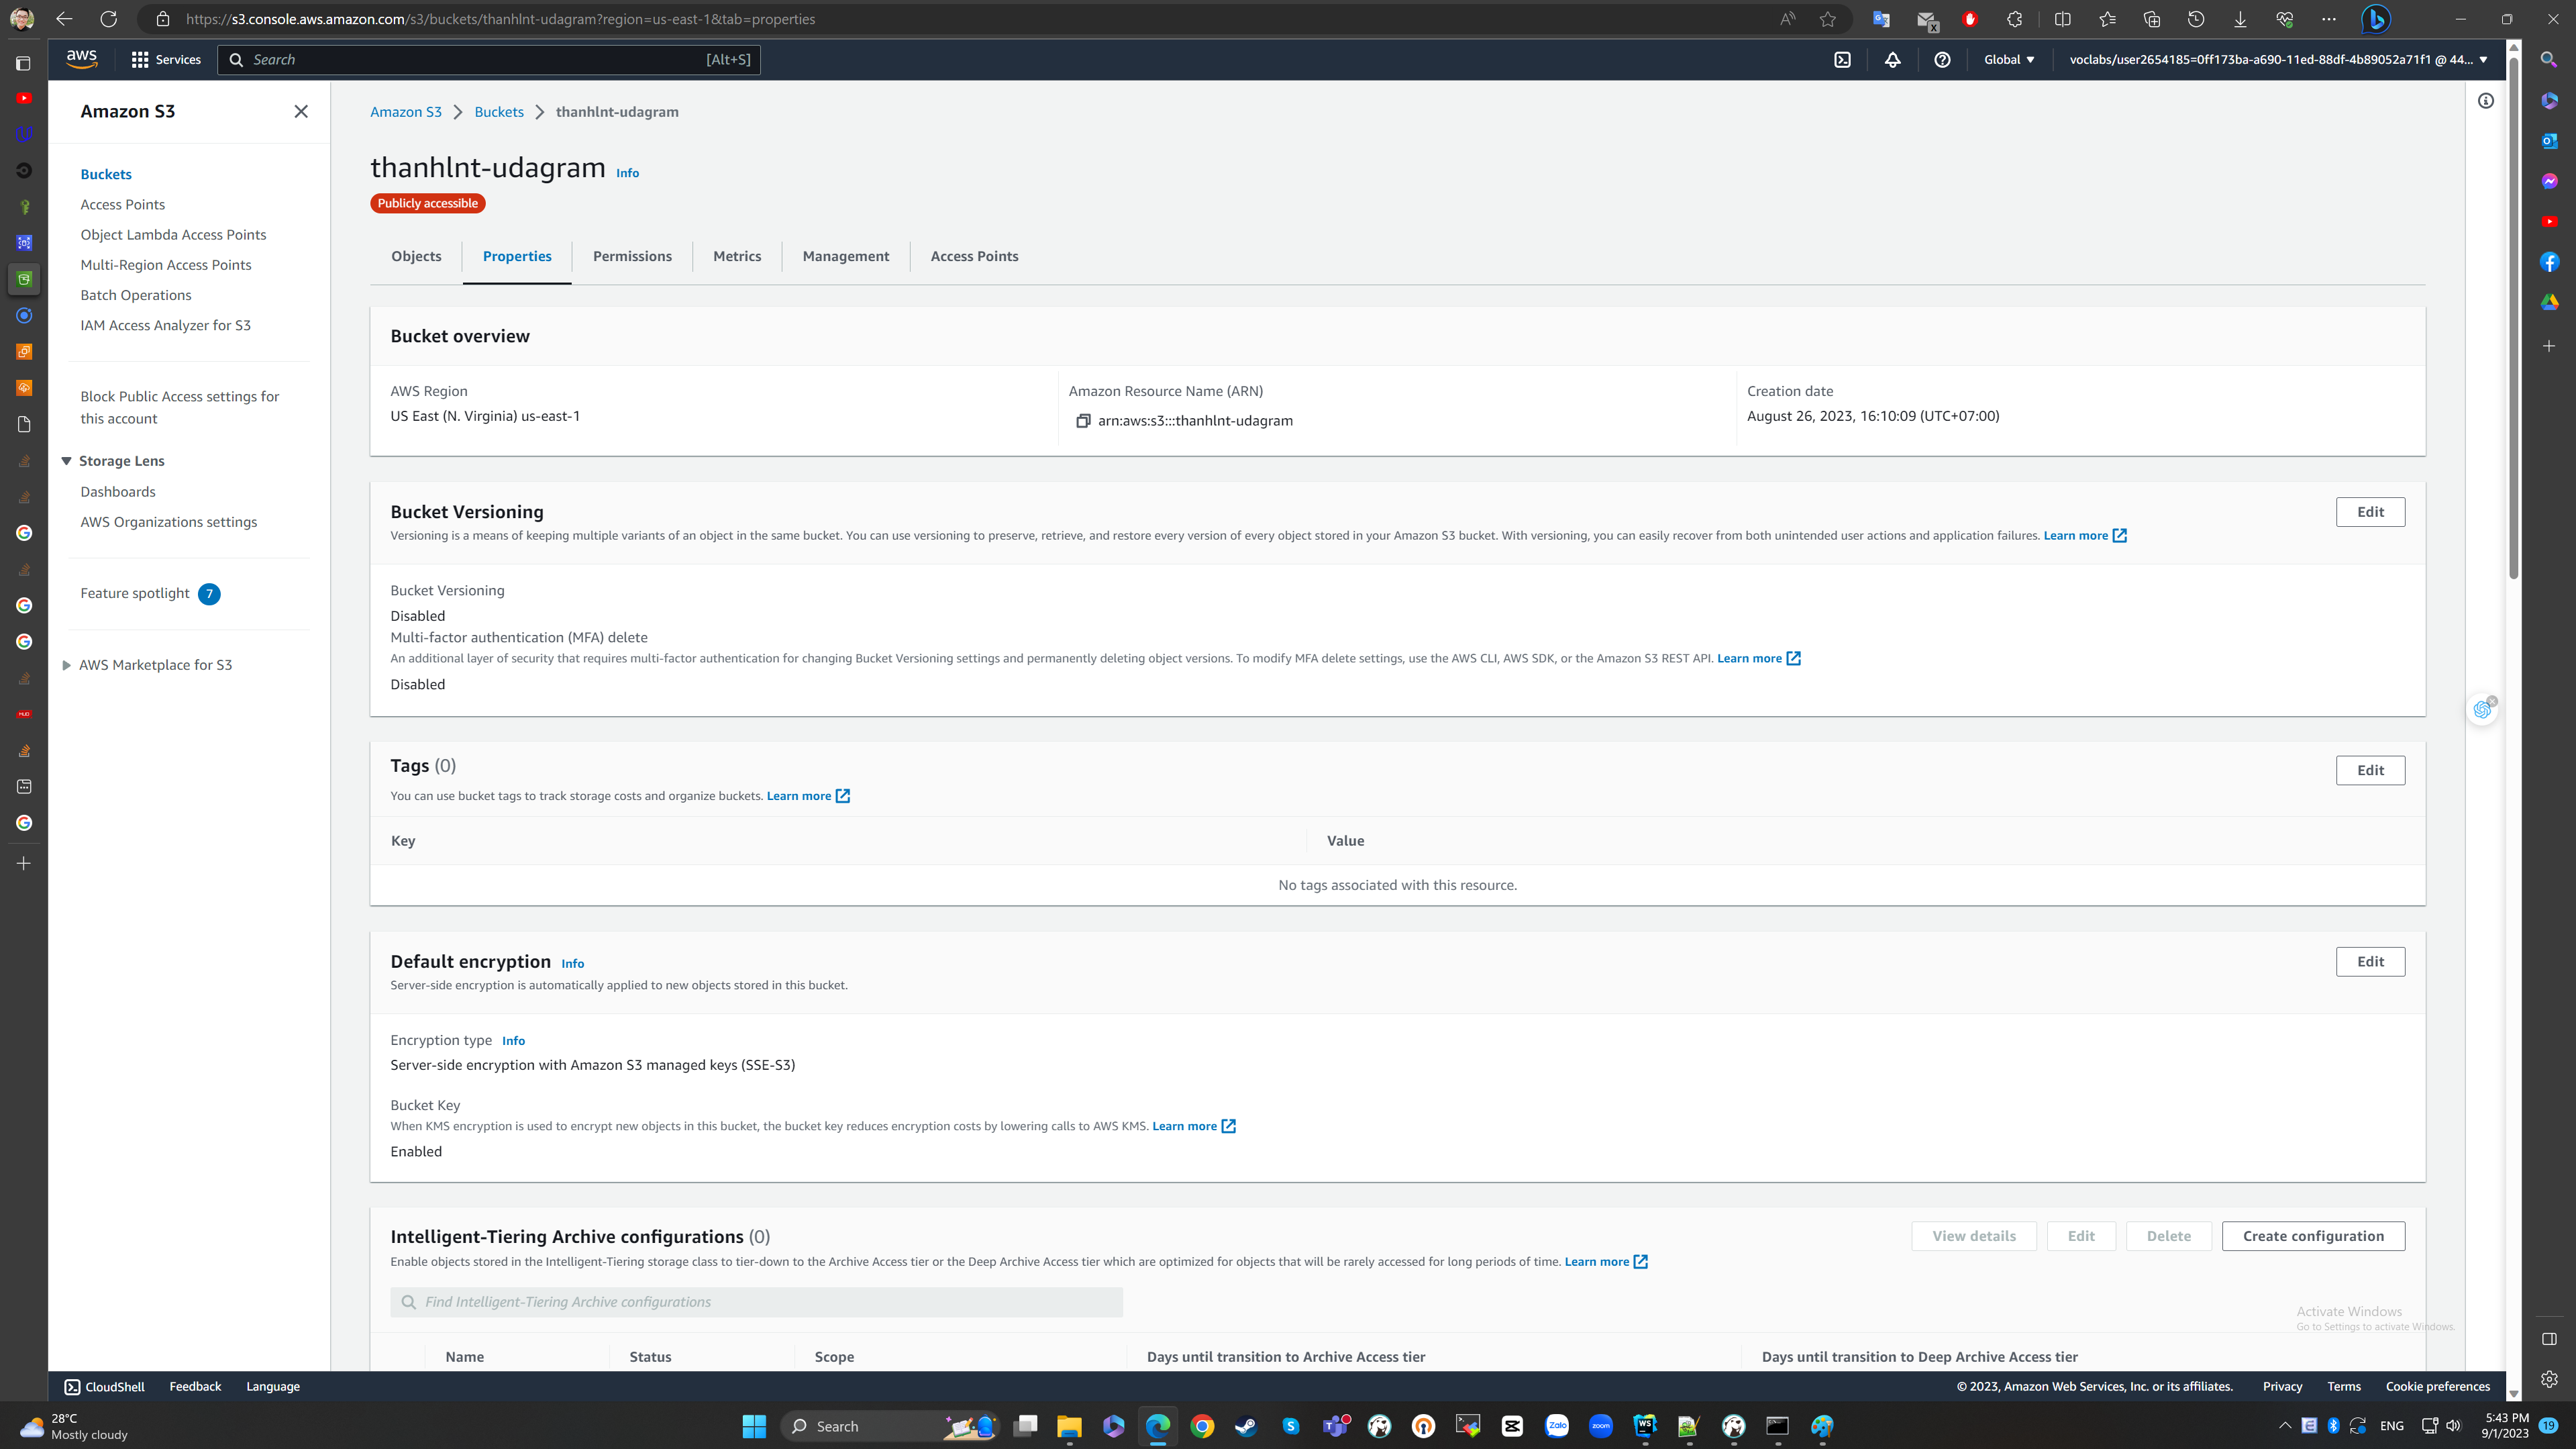 https://s3.console.aws.amazon.com/s3/buckets/thanhlnt-udagram?region=us-east-1&tab=properties
aws
Services
Search
[Alt+S]
Global
voclabs/user2654185=0ff173ba-a690-11ed-88df-4b89052a71f1 @ 44...
Amazon S3
Buckets
Access Points
Object Lambda Access Points
Multi-Region Access Points
Batch Operations
IAM Access Analyzer for S3
Block Public Access settings for
this account
Storage Lens
Dashboards
AWS Organizations settings
Feature spotlight 7
AWS Marketplace for S3
Amazon S3 > Buckets > thanhlnt-udagram
thanhlnt-udagram Info
Publicly accessible
Objects
Properties
Permissions
Metrics
Management
Access Points
Bucket overview
AWS Region
US East (N. Virginia) us-east-1
Amazon Resource Name (ARN)
arn:aws:s3:::thanhlnt-udagram
Creation date
August 26, 2023, 16:10:09 (UTC+07:00)
Bucket Versioning
Edit
Versioning is a means of keeping multiple variants of an object in the same bucket. You can use versioning to preserve, retrieve, and restore every version of every object stored in your Amazon S3 bucket. With versioning, you can easily recover from both unintended user actions and application failures. Learn more
Bucket Versioning
Disabled
Multi-factor authentication (MFA) delete
An additional layer of security that requires multi-factor authentication for changing Bucket Versioning settings and permanently deleting object versions. To modify MFA delete settings, use the AWS CLI, AWS SDK, or the Amazon S3 REST API. Learn more
Disabled
Tags (0)
Edit
You can use bucket tags to track storage costs and organize buckets. Learn more
Key
Value
No tags associated with this resource.
Default encryption Info
Edit
Server-side encryption is automatically applied to new objects stored in this bucket.
Encryption type Info
Server-side encryption with Amazon S3 managed keys (SSE-S3)
Bucket Key
When KMS encryption is used to encrypt new objects in this bucket, the bucket key reduces encryption costs by lowering calls to AWS KMS. Learn more
Enabled
Intelligent-Tiering Archive configurations (0)
View details
Edit
Delete
Create configuration
Enable objects stored in the Intelligent-Tiering storage class to tier-down to the Archive Access tier or the Deep Archive Access tier which are optimized for objects that will be rarely accessed for long periods of time. Learn more
Find Intelligent-Tiering Archive configurations
Name
Status
Scope
Days until transition to Archive Access tier
Days until transition to Deep Archive Access tier
Activate Windows
Go to Settings to activate Windows.
CloudShell
Feedback
Language
© 2023, Amazon Web Services, Inc. or its affiliates.
Privacy
Terms
Cookie preferences
28°C
Mostly cloudy
Search
Zalo
zoom
WS
ENG
5:43 PM
9/1/2023
19